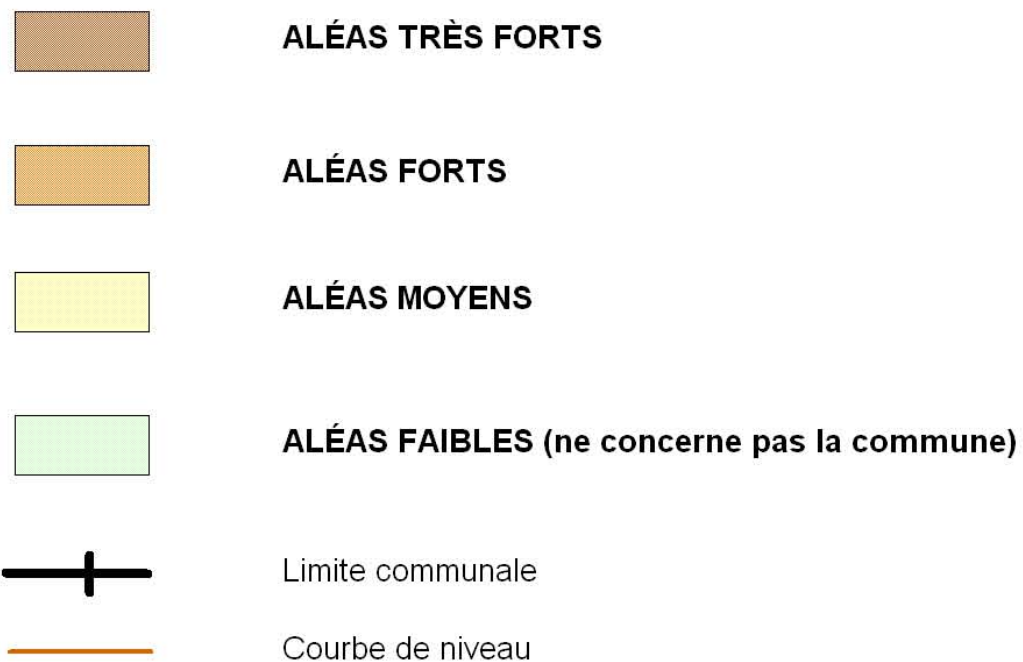 ALÉAS TRÈS FORTS
ALÉAS FORTS
ALÉAS MOYENS
ALÉAS FAIBLES (ne concerne pas la commune)
Limite communale
Courbe de niveau